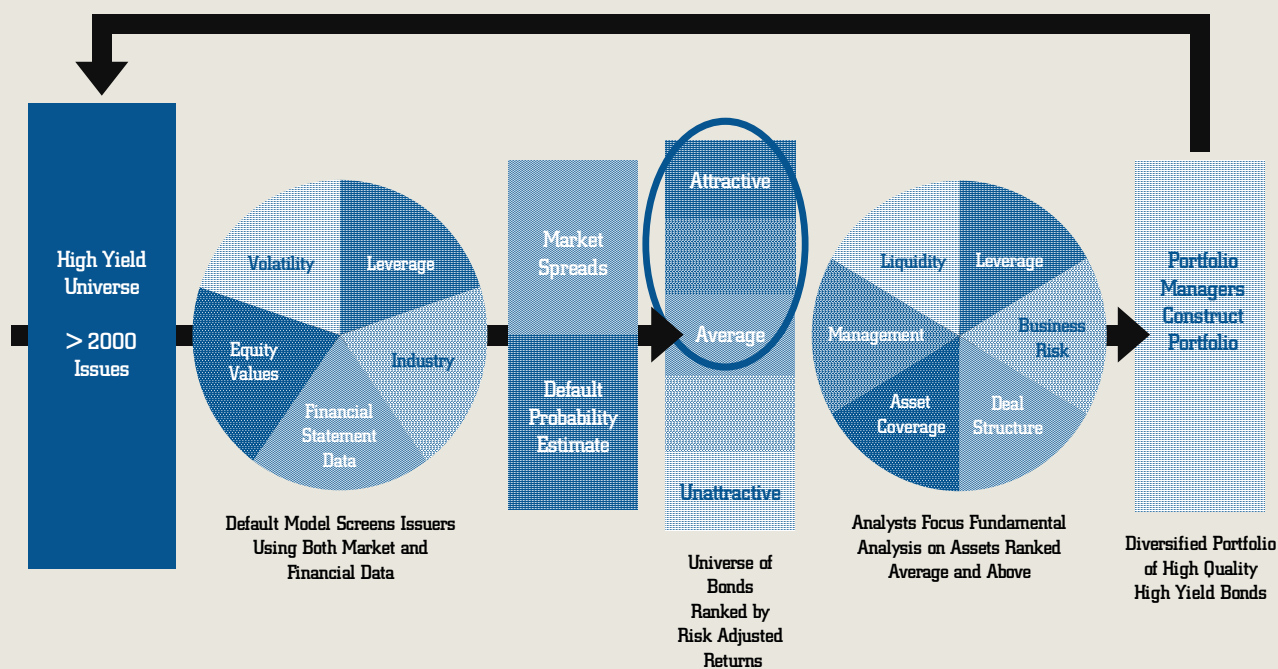 High Yield
Universe
> 2000
Issues
Volatility
Leverage
Equity
Values
Industry
Financial
Statement
Data
Default Model Screens Issuers
Using Both Market and
Financial Data
Market
Spreads
Default
Probability
Estimate
Attractive
Average
Unattractive
Universe of
Bonds
Ranked by
Risk Adjusted
Returns
Liquidity
Leverage
Management
Business
Risk
Asset
Coverage
Deal
Structure
Analysts Focus Fundamental
Analysis on Assets Ranked
Average and Above
Portfolio
Managers
Construct
Portfolio
Diversified Portfolio
of High Quality
High Yield Bonds